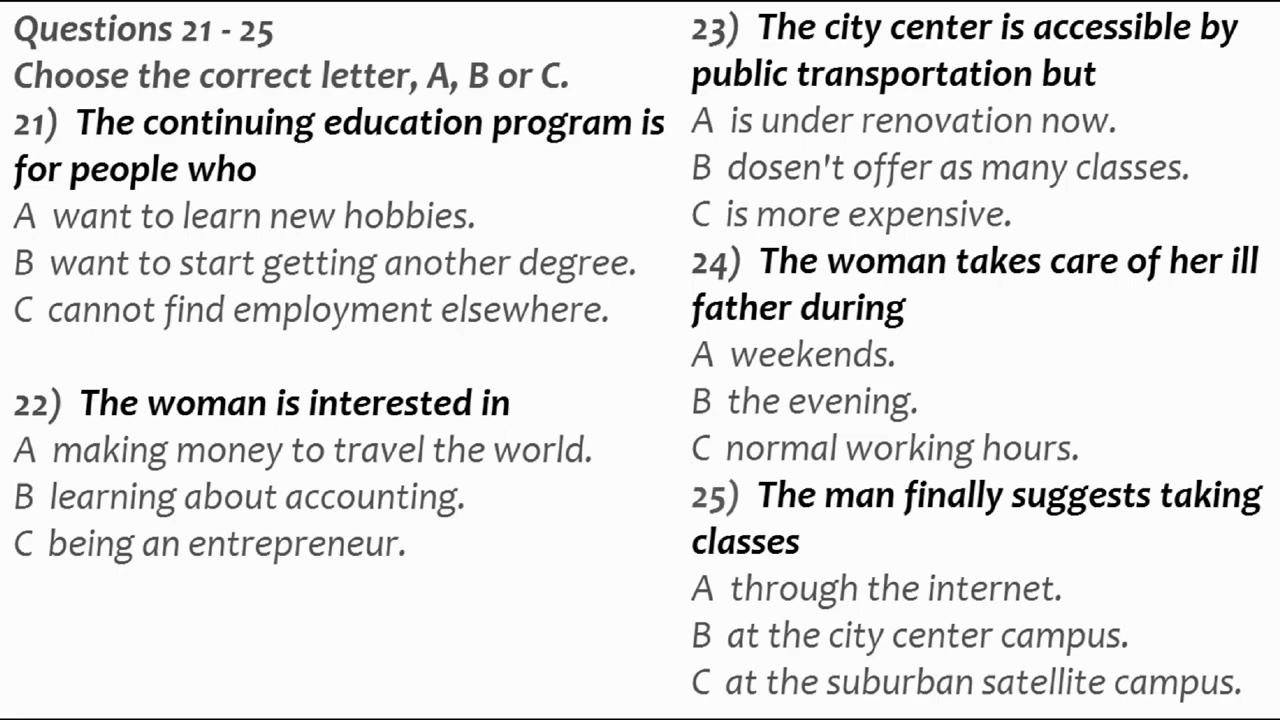 Questions 21 - 25
Choose the correct letter, A, B or C.
21) The continuing education program is
for people who
A want to learn new hobbies.
B want to start getting another degree.
C cannot find employment elsewhere.
22) The woman is interested in
A making money to travel the world.
B learning about accounting.
C being an entrepreneur.
23) The city center is accessible by
public transportation but
A is under renovation now.
B dosen't offer as many classes.
C is more expensive.
24) The woman takes care of her ill
father during
A weekends.
B the evening.
C normal working hours.
25) The man finally suggests taking
classes
A through the internet.
B at the city center campus.
C at the suburban satellite campus.